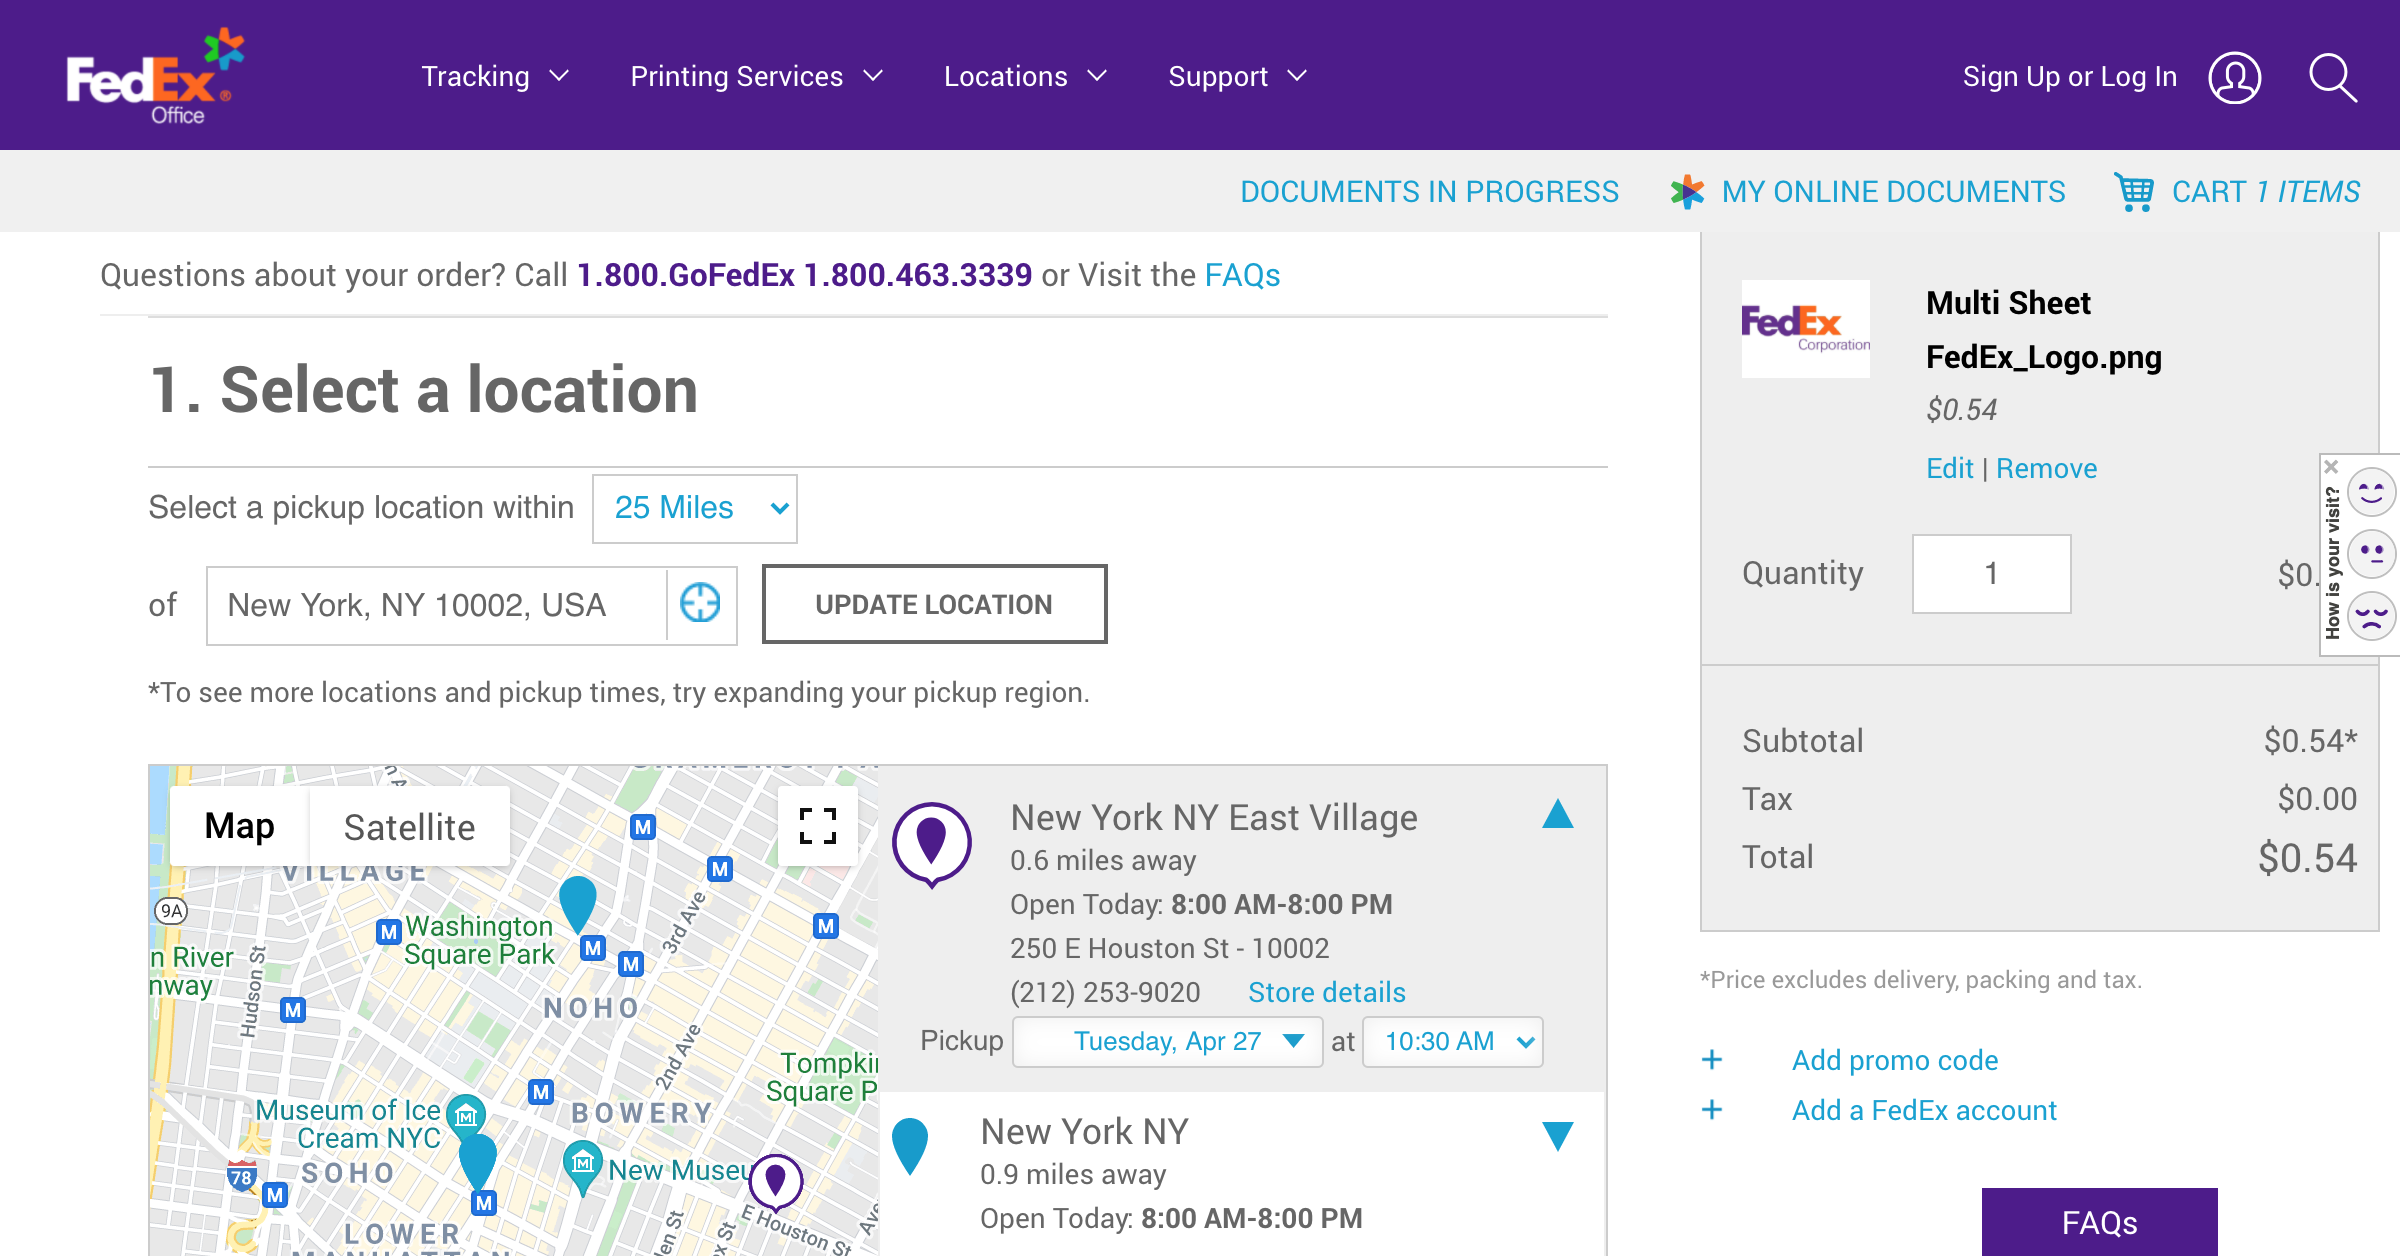 FedEx®
Office
Tracking
Printing Services
Locations
Support
Sign Up or Log In
DOCUMENTS IN PROGRESS
MY ONLINE DOCUMENTS
CART 1 ITEMS
Questions about your order? Call 1.800.GoFedEx 1.800.463.3339 or Visit the FAQs
1. Select a location
Select a pickup location within 25 Miles
of New York, NY 10002, USA
UPDATE LOCATION
*To see more locations and pickup times, try expanding your pickup region.
Map
Satellite
VILLAGE
9A
M
M
M
M
M
M
M
M
M
M
Washington
Square Park
3rd Ave
n River
nway
Hudson St
NOHO
2nd Ave
Tompki
Square P
Museum of Ice
Cream NYC
BOWERY
SOHO
78
New Museu
E Houston St
LOWER
MANHATTAN
New York NY East Village
0.6 miles away
Open Today: 8:00 AM-8:00 PM
250 E Houston St - 10002
(212) 253-9020
Store details
Pickup Tuesday, Apr 27 at 10:30 AM
New York NY
0.9 miles away
Open Today: 8:00 AM-8:00 PM
FedEx
Corporation
Multi Sheet
FedEx_Logo.png
$0.54
Edit | Remove
Quantity 1 $0.
How is your visit?
Subtotal $0.54*
Tax $0.00
Total $0.54
*Price excludes delivery, packing and tax.
+ Add promo code
+ Add a FedEx account
FAQs